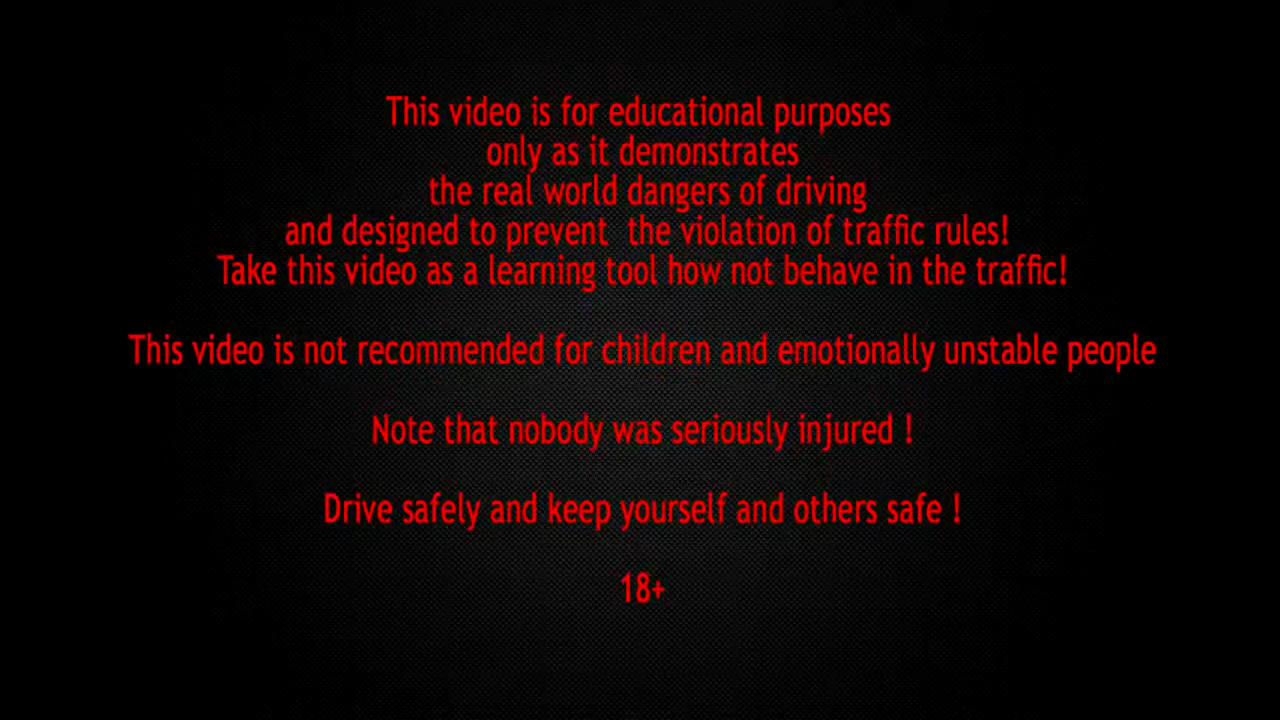 This video is for educational purposes
only as it demonstrates
the real world dangers of driving
and designed to prevent  the violation of traffic rules!
Take this video as a learning tool how not behave in the traffic!
This video is not recommended for children and emotionally unstable people
Note that nobody was seriously injured !
Drive safely and keep yourself and others safe !
18+